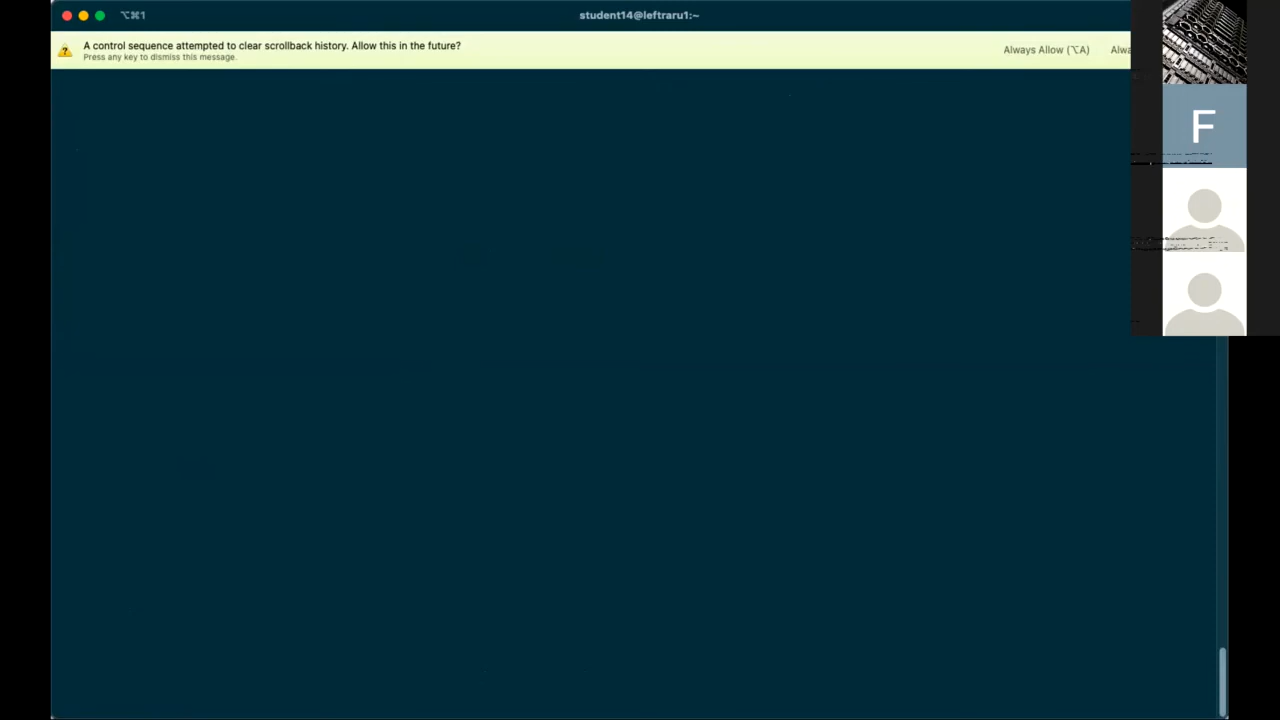 ⌥⌘1
student14@leftraru1:~
A control sequence attempted to clear scrollback history. Allow this in the future?
Always Allow (⌥A)
Press any key to dismiss this message.
F